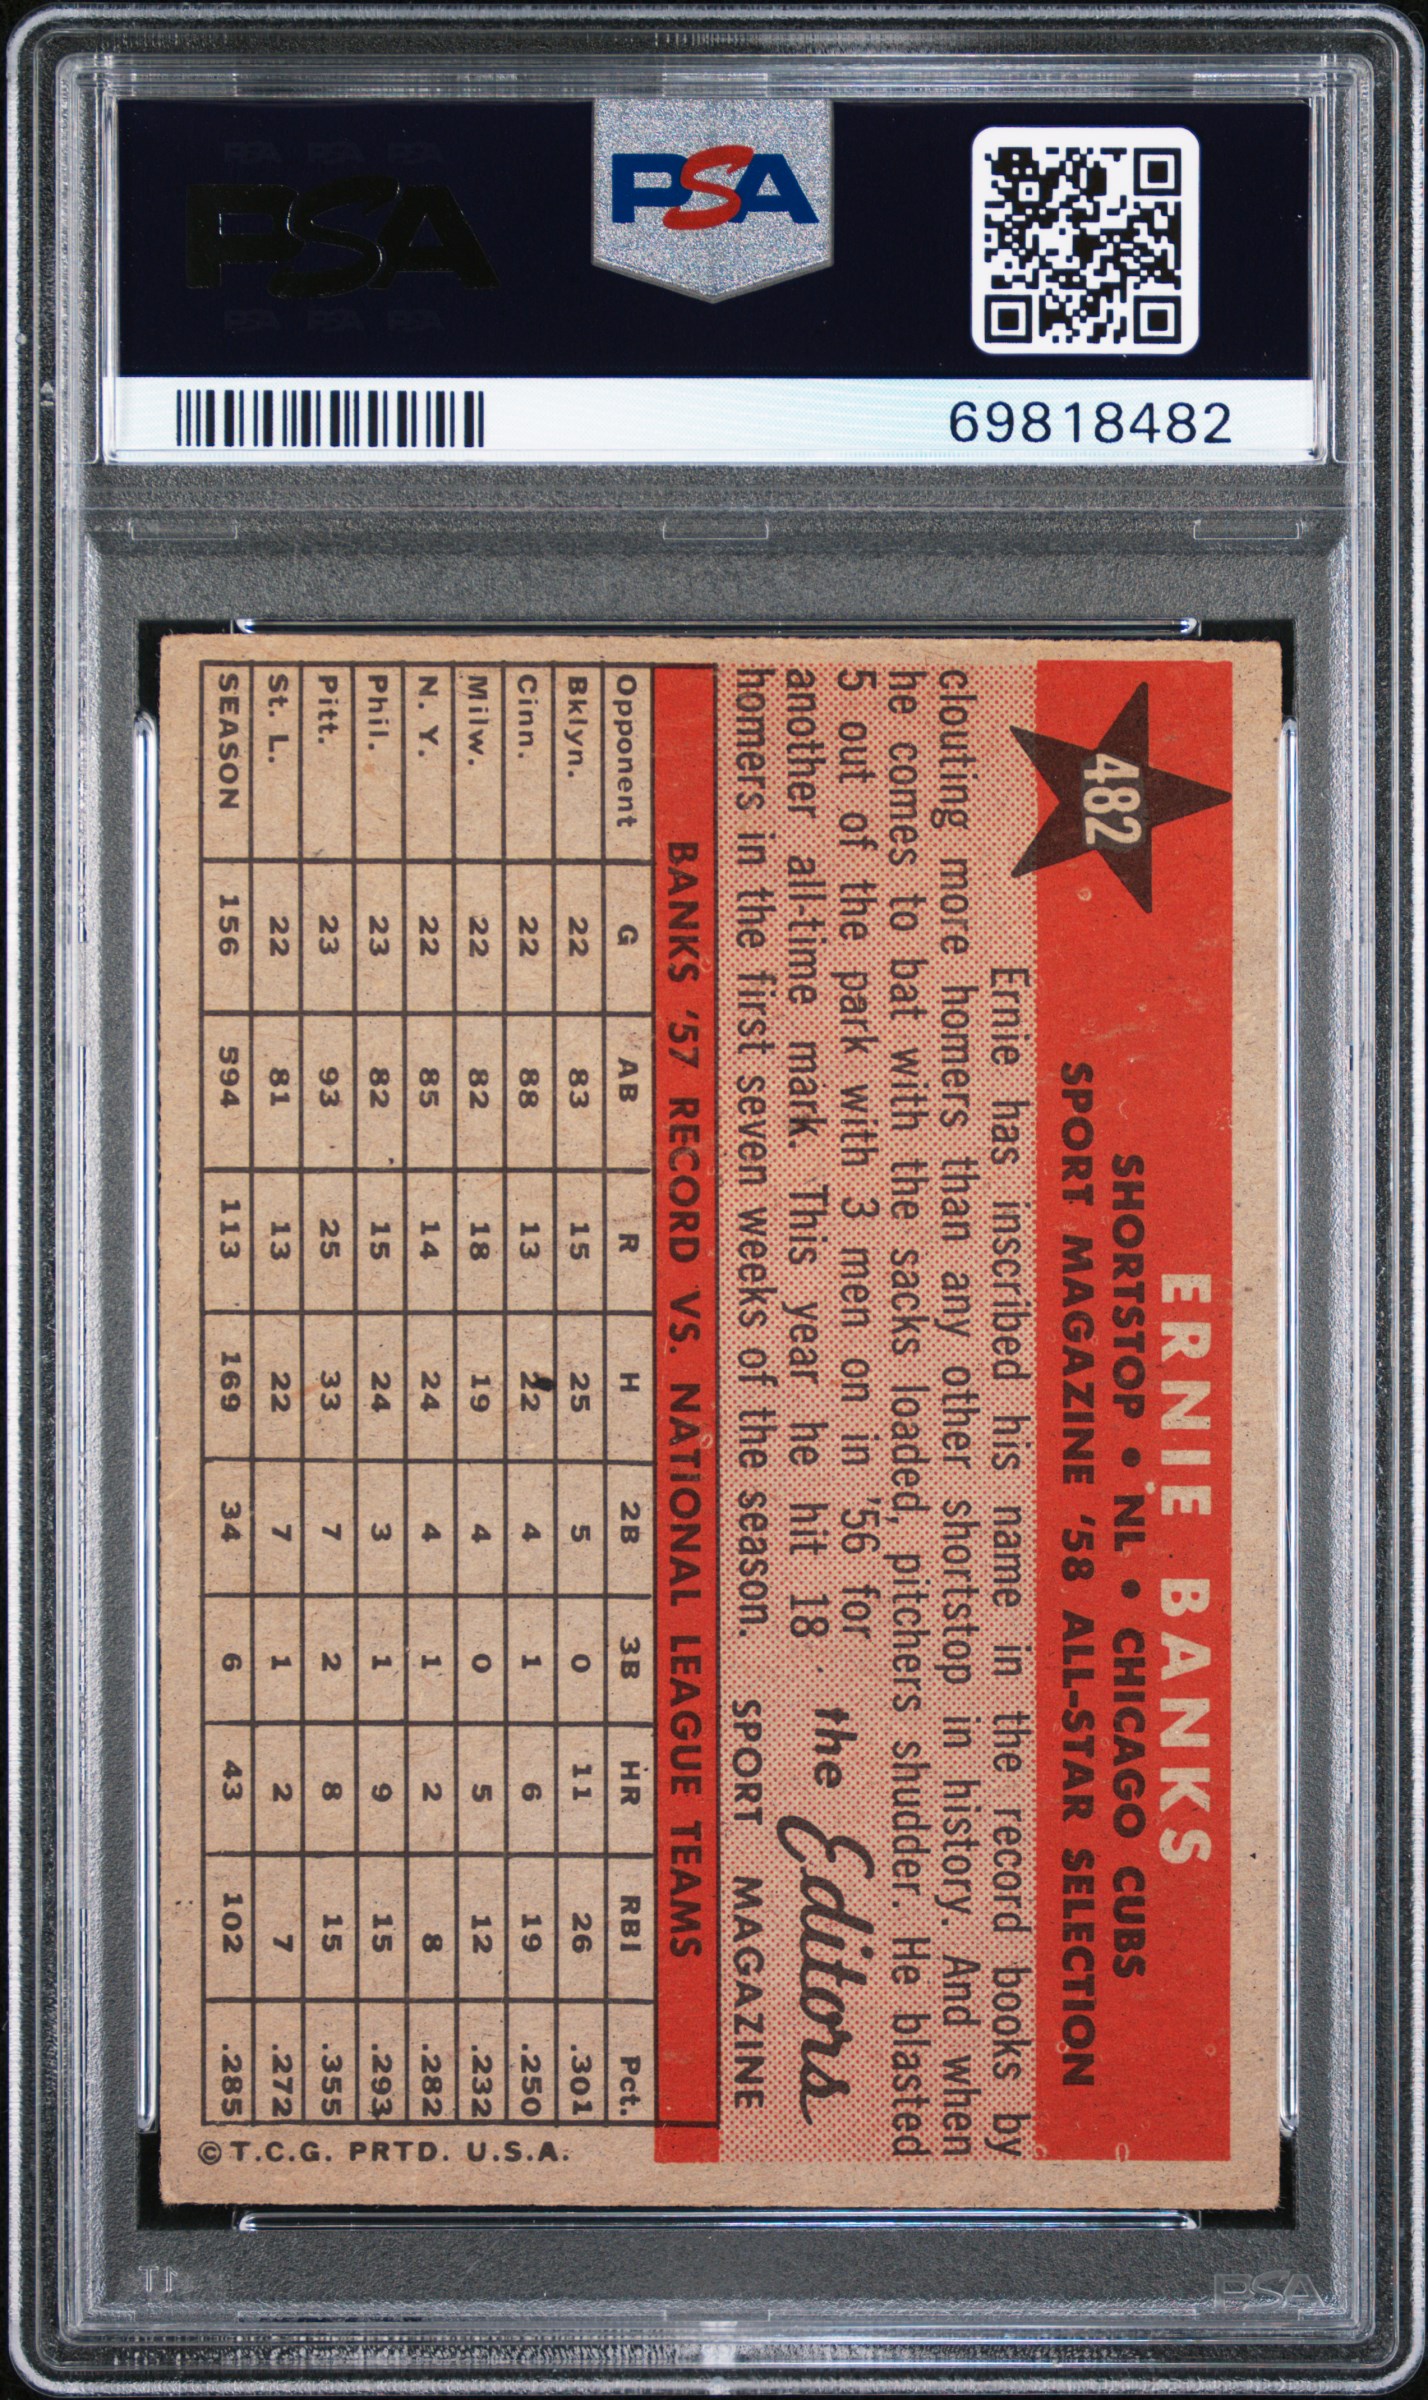 PSA PSA PSA
PSA
PSA PSA PSA
PSA
69818482
482
ERNIE BANKS
SHORTSTOP • NL • CHICAGO CUBS
SPORT MAGAZINE '58 ALL-STAR SELECTION
Ernie has inscribed his name in the record books by
clouting more homers than any other shortstop in history. And when
he comes to bat with the sacks loaded, pitchers shudder. He blasted
5 out of the park with 3 men on in '56 for
another all-time mark. This year he hit 18
homers in the first seven weeks of the season.
the Editors
SPORT MAGAZINE
BANKS '57 RECORD VS. NATIONAL LEAGUE TEAMS
Opponent G AB R H 2B 3B HR RBI Pct.
Bklyn. 22 83 15 25 5 0 11 26 .301
Cinn. 22 88 13 22 4 1 6 19 .250
Milw. 22 82 18 19 4 0 5 12 .232
N. Y. 22 85 14 24 4 1 2 8 .282
Phil. 23 82 15 24 3 1 9 15 .293
Pitt. 23 93 25 33 7 2 8 15 .355
St. L. 22 81 13 22 7 1 2 7 .272
SEASON 156 594 113 169 34 6 43 102 .285
© T.C.G. PRTD. U.S.A.
PSA